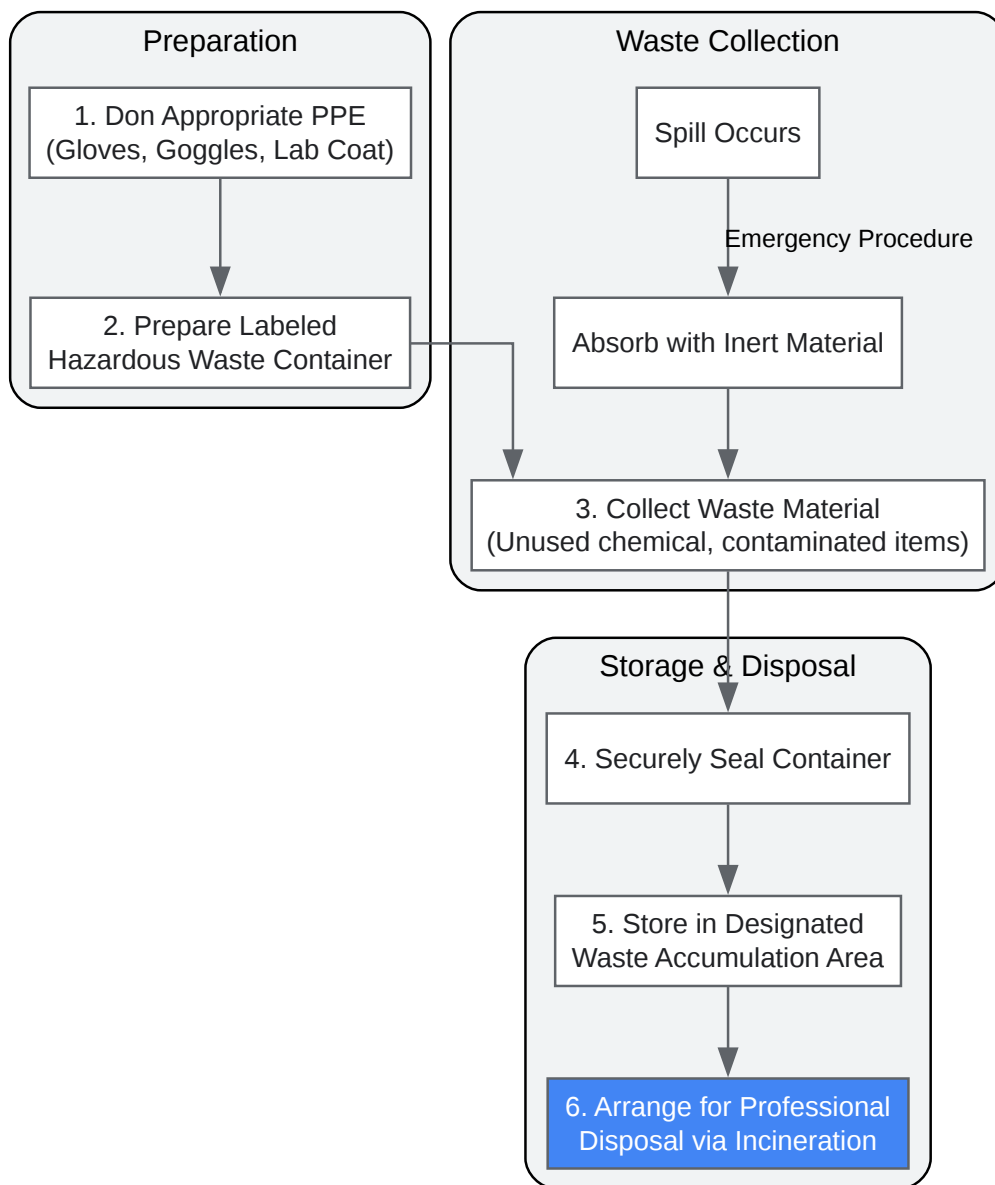 Preparation
1. Don Appropriate PPE
(Gloves, Goggles, Lab Coat)
2. Prepare Labeled
Hazardous Waste Container
Waste Collection
Spill Occurs
Emergency Procedure
Absorb with Inert Material
3. Collect Waste Material
(Unused chemical, contaminated items)
Storage & Disposal
4. Securely Seal Container
5. Store in Designated
Waste Accumulation Area
6. Arrange for Professional
Disposal via Incineration